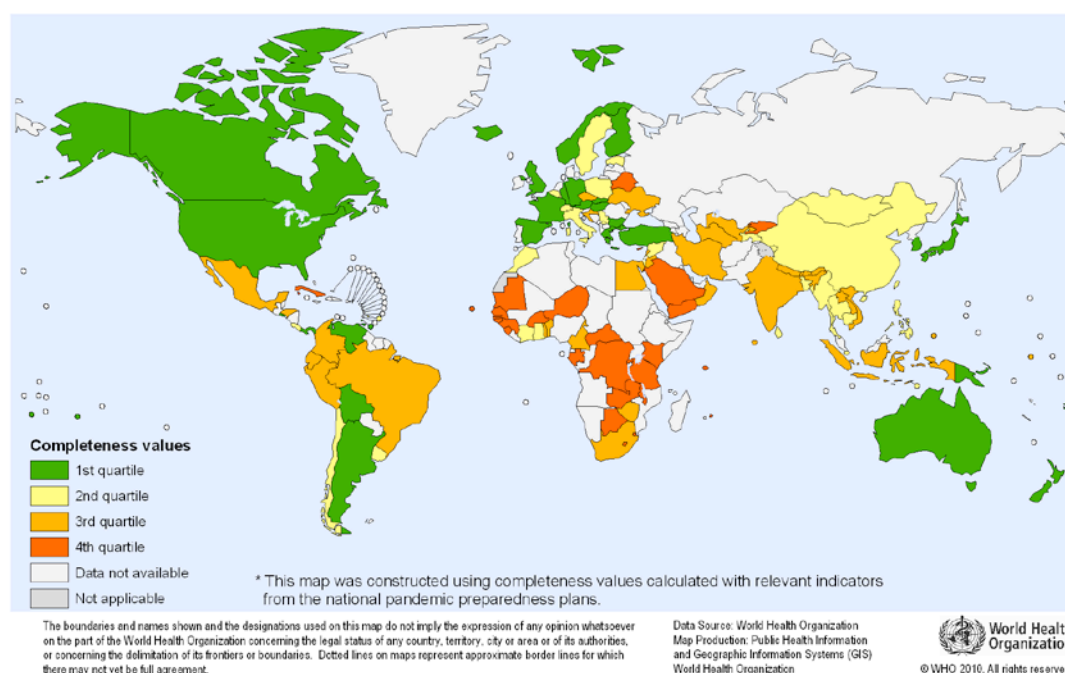 Completeness values
1st quartile
2nd quartile
3rd quartile
4th quartile
Data not available
Not applicable
* This map was constructed using completeness values calculated with relevant indicators
from the national pandemic preparedness plans.
The boundaries and names shown and the designations used on this map do not imply the expression of any opinion whatsoever
on the part of the World Health Organization concerning the legal status of any country, territory, city or area or of its authorities,
or concerning the delimitation of its frontiers or boundaries. Dotted lines on maps represent approximate border lines for which
there may not yet be full agreement.
Data Source: World Health Organization
Map Production: Public Health Information
and Geographic Information Systems (GIS)
World Health Organization
World Healt
Organizatio
© WHO 2010. All rights reserve